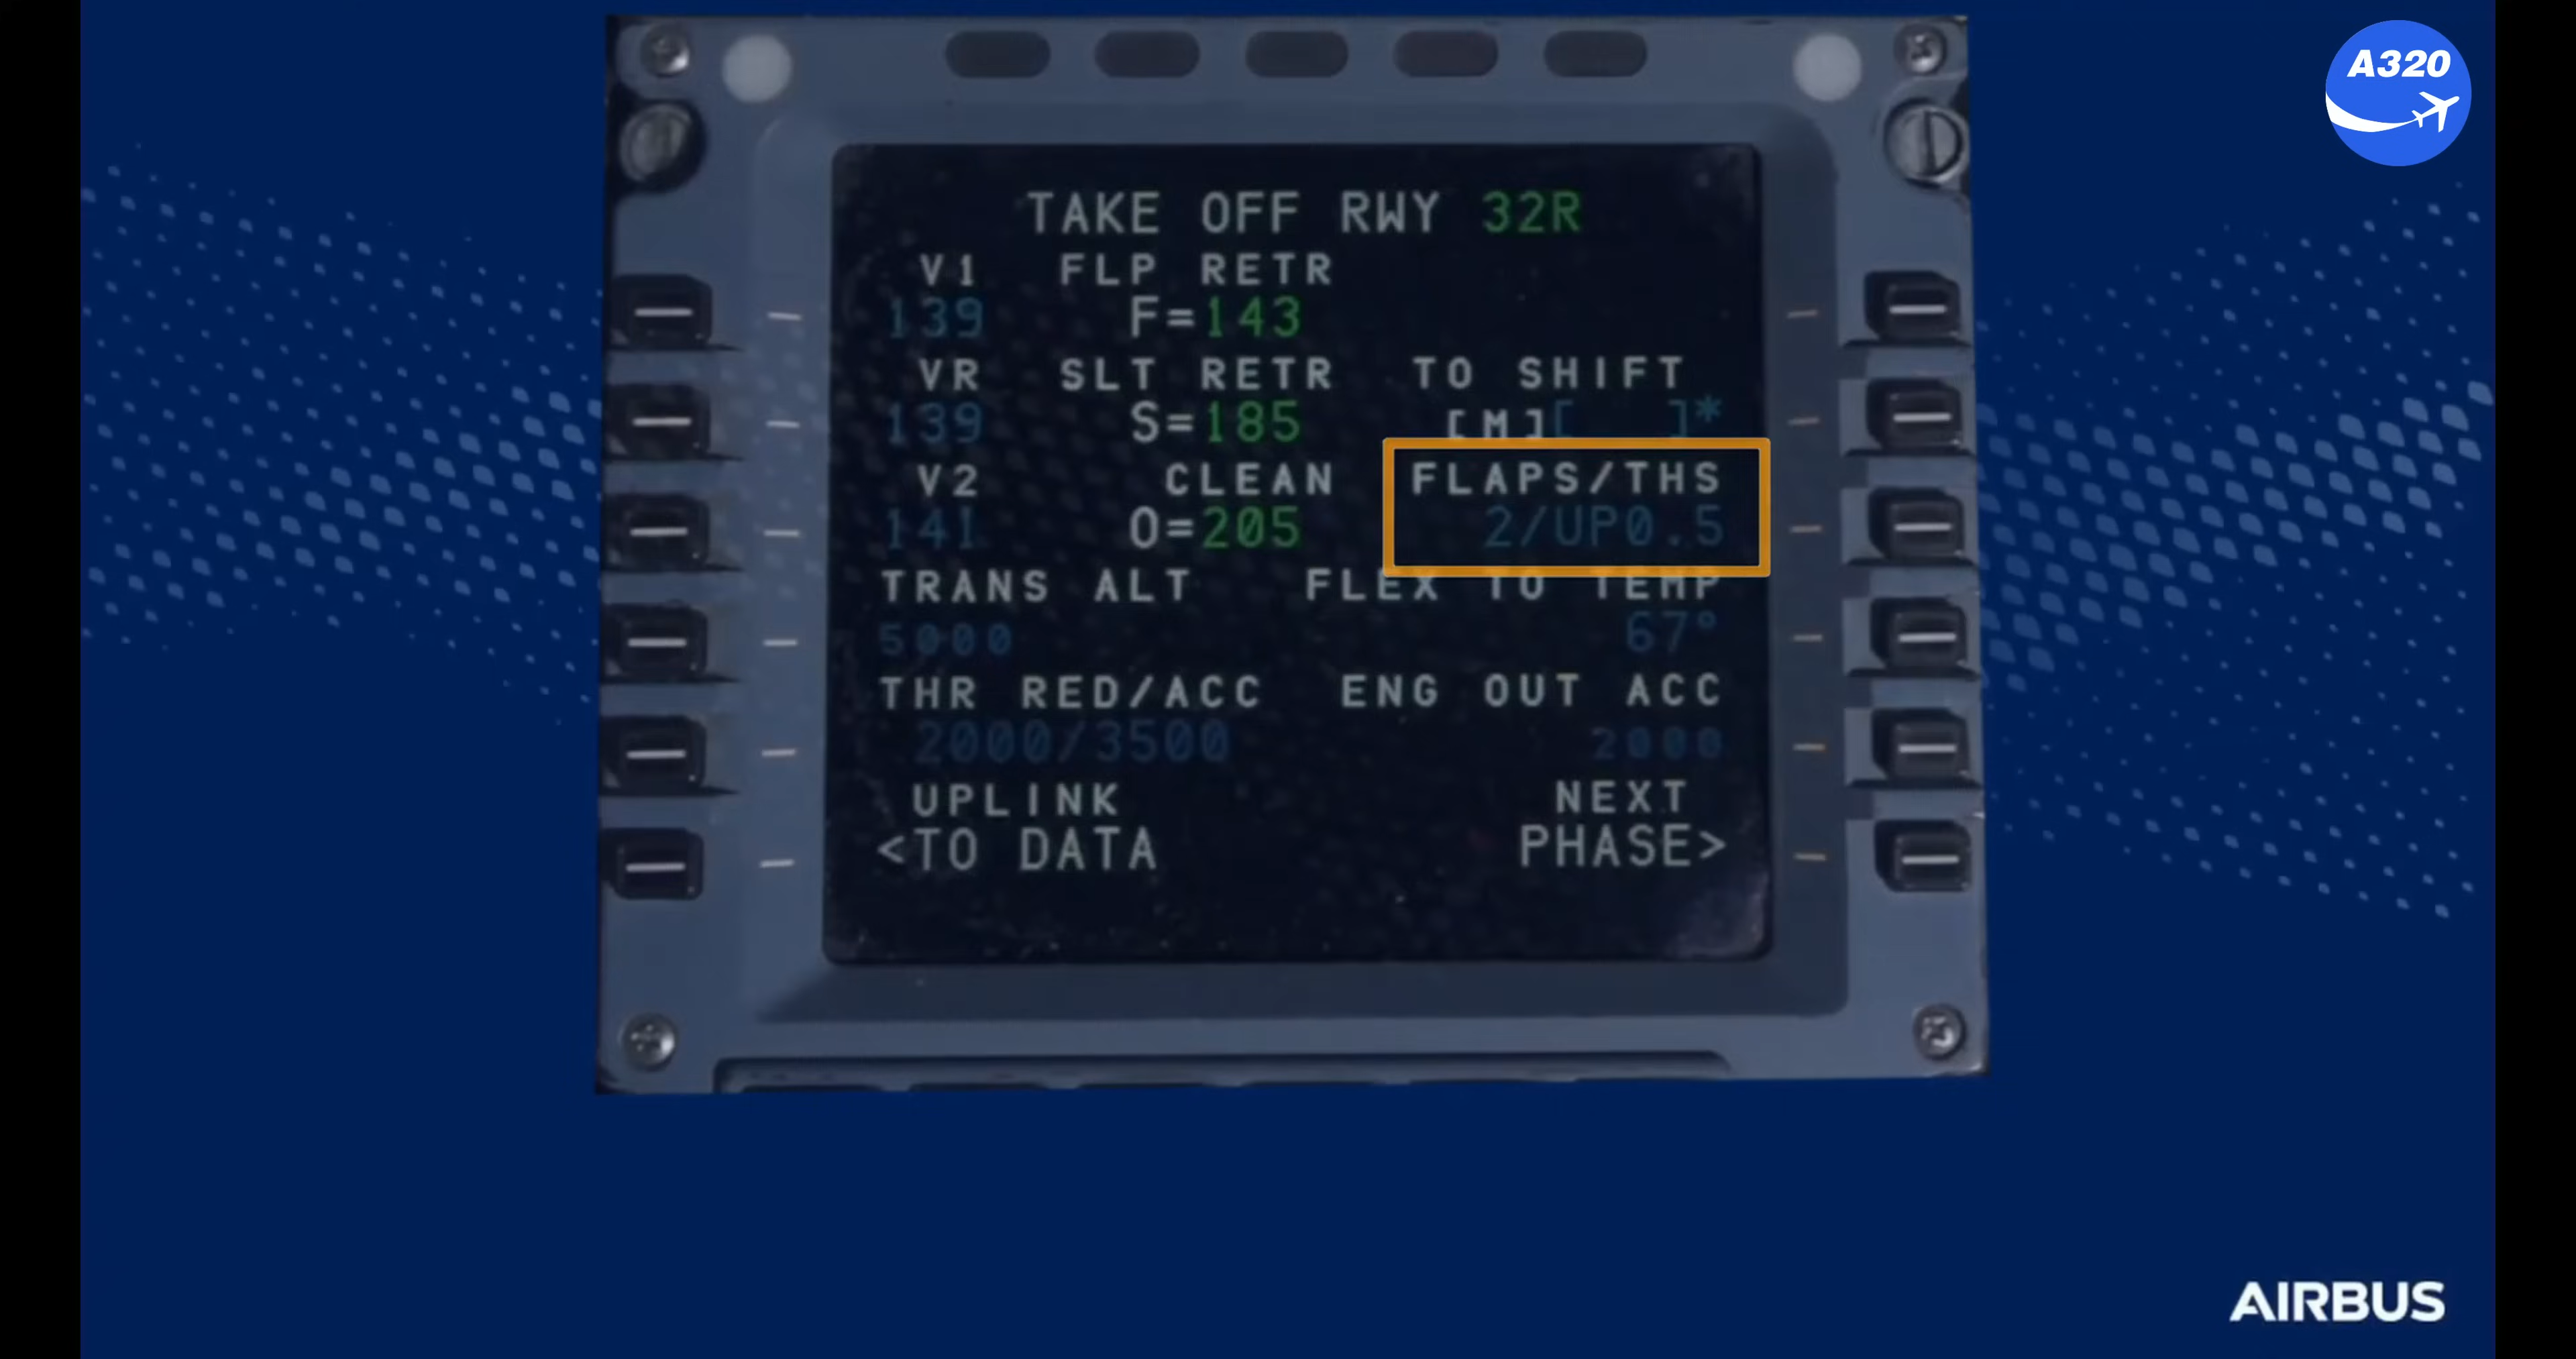 A320
TAKE OFF RWY 32R
V1 FLP RETR
139 F=143
VR SLT RETR TO SHIFT
139 S=185 [M][ ]*
V2 CLEAN FLAPS/THS
141 O=205 2/UP0.5
TRANS ALT FLEX TO TEMP
5000 67°
THR RED/ACC ENG OUT ACC
2000/3500 2000
UPLINK NEXT
<TO DATA PHASE>
AIRBUS